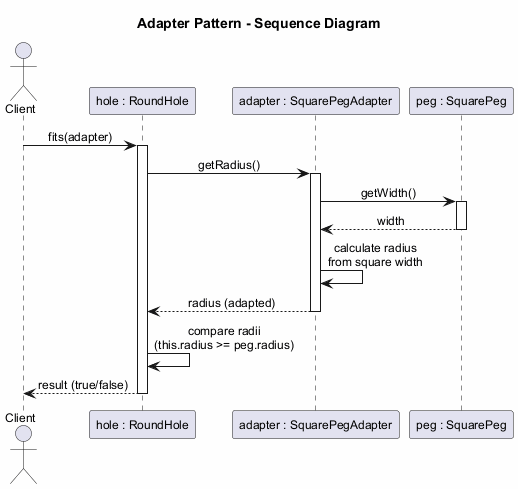 Adapter Pattern - Sequence Diagram
Client
hole : RoundHole
adapter : SquarePegAdapter
peg : SquarePeg
fits(adapter)
getRadius()
getWidth()
width
calculate radius
from square width
radius (adapted)
compare radii
(this.radius >= peg.radius)
result (true/false)
Client
hole : RoundHole
adapter : SquarePegAdapter
peg : SquarePeg